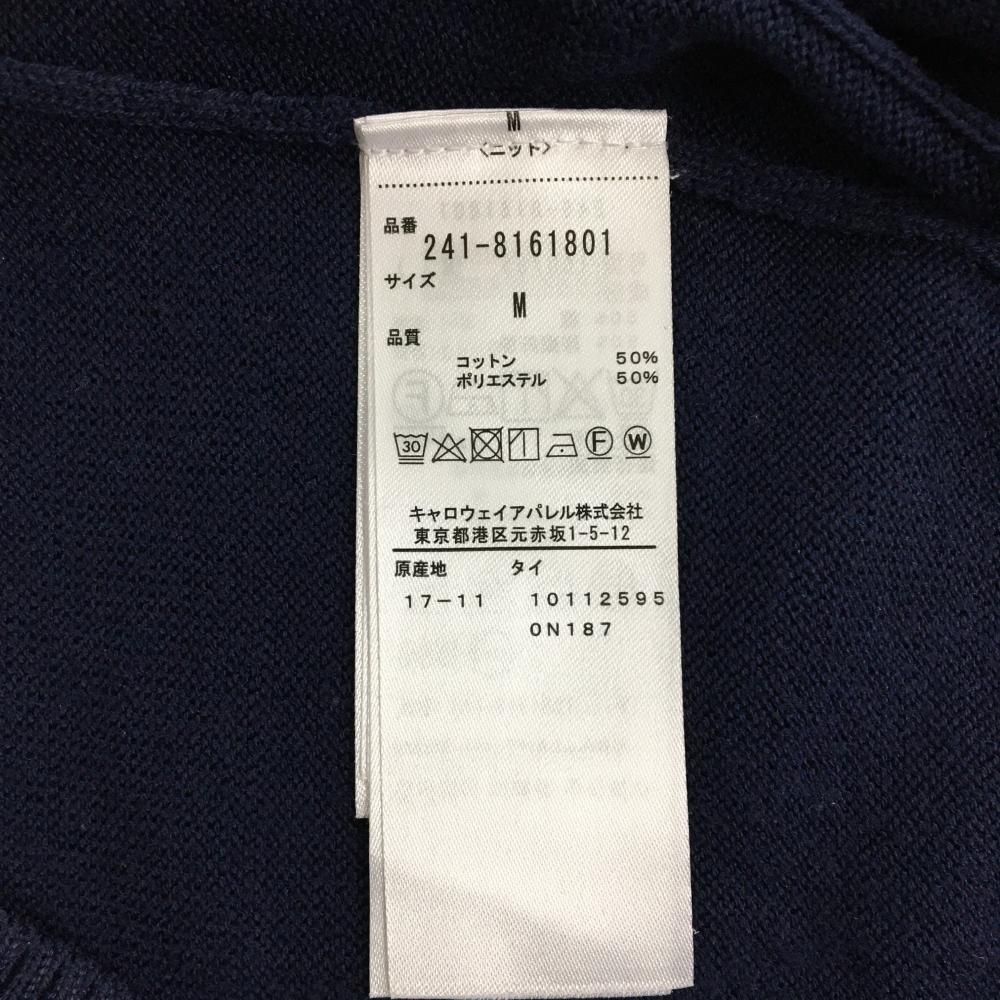 M
〈ニット〉
品番
241-8161801
サイズ
M
品質
コットン 50%
ポリエステル 50%
30 F W
キャロウェイアパレル株式会社
東京都港区元赤坂1-5-12
原産地 タイ
17-11 10112595
0N187